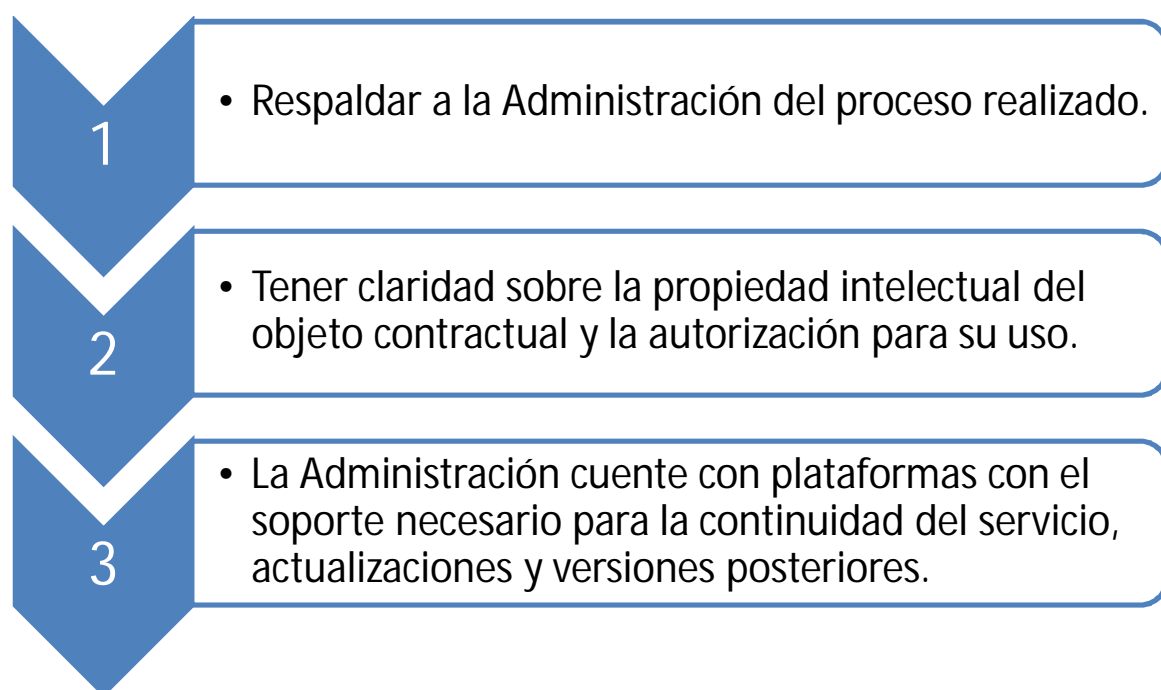 1
• Respaldar a la Administración del proceso realizado.
2
• Tener claridad sobre la propiedad intelectual del
objeto contractual y la autorización para su uso.
3
• La Administración cuente con plataformas con el
soporte necesario para la continuidad del servicio,
actualizaciones y versiones posteriores.